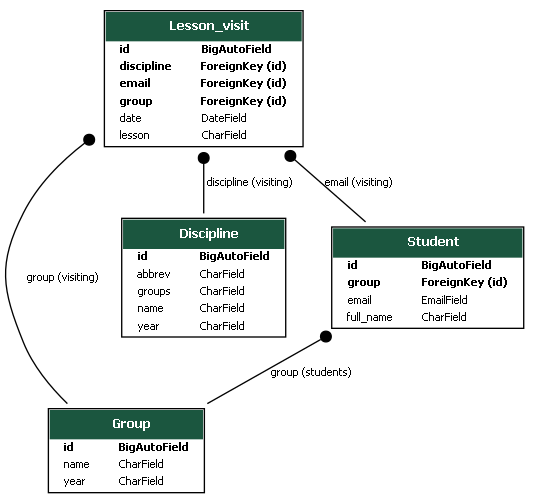 Lesson_visit
id BigAutoField
discipline ForeignKey (id)
email ForeignKey (id)
group ForeignKey (id)
date DateField
lesson CharField
discipline (visiting)
email (visiting)
group (visiting)
Discipline
id BigAutoField
abbrev CharField
groups CharField
name CharField
year CharField
Student
id BigAutoField
group ForeignKey (id)
email EmailField
full_name CharField
group (students)
Group
id BigAutoField
name CharField
year CharField